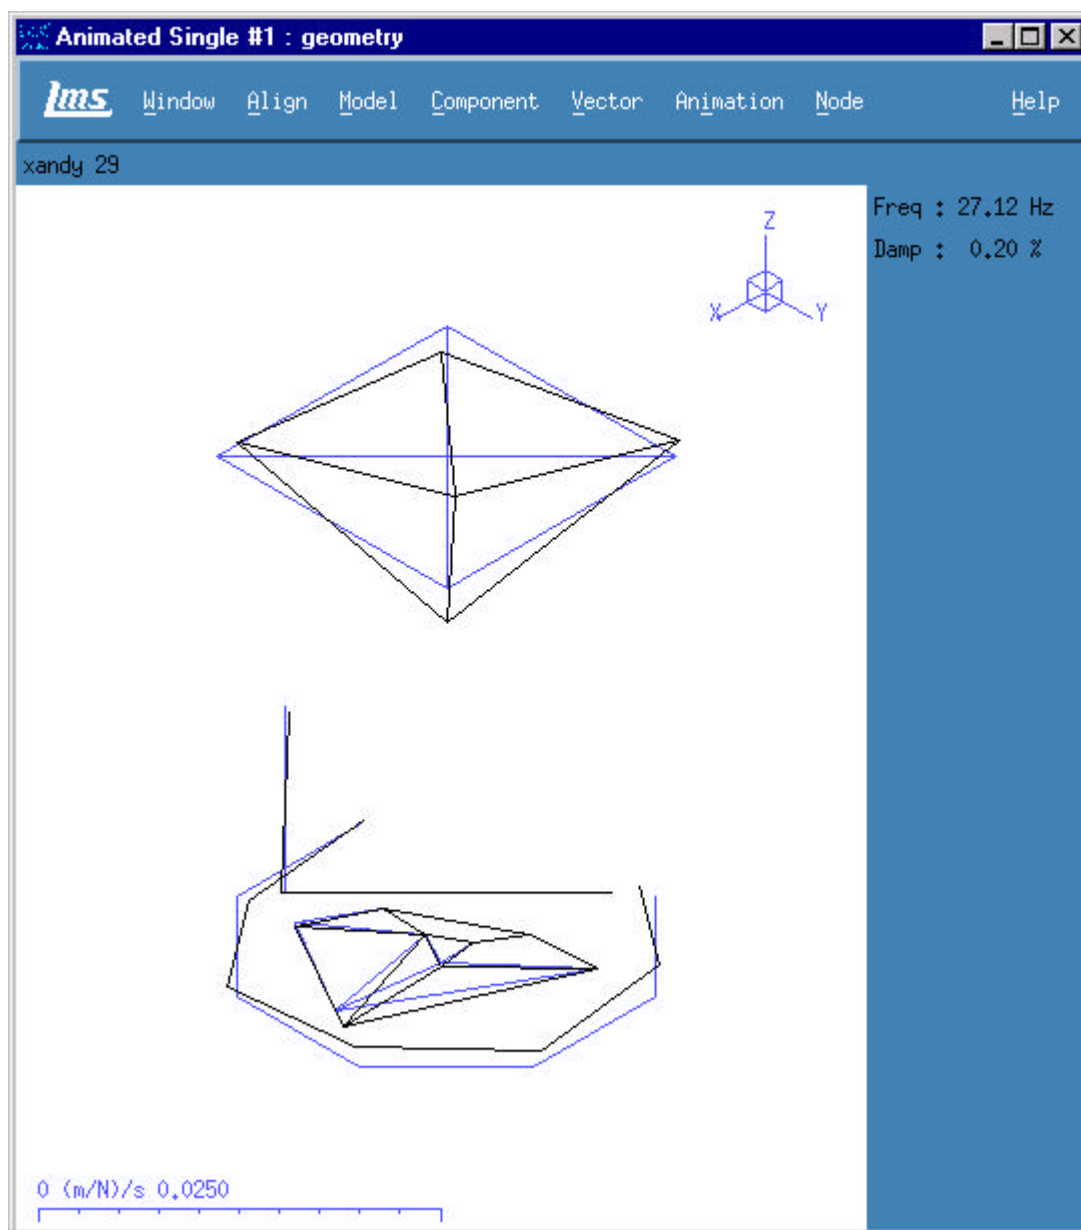 Animated Single #1 : geometry
lms Window Align Model Component Vector Animation Node Help
xandy 29
Freq : 27.12 Hz
Damp : 0.20 %
Z
X Y
0 (m/N)/s 0.0250